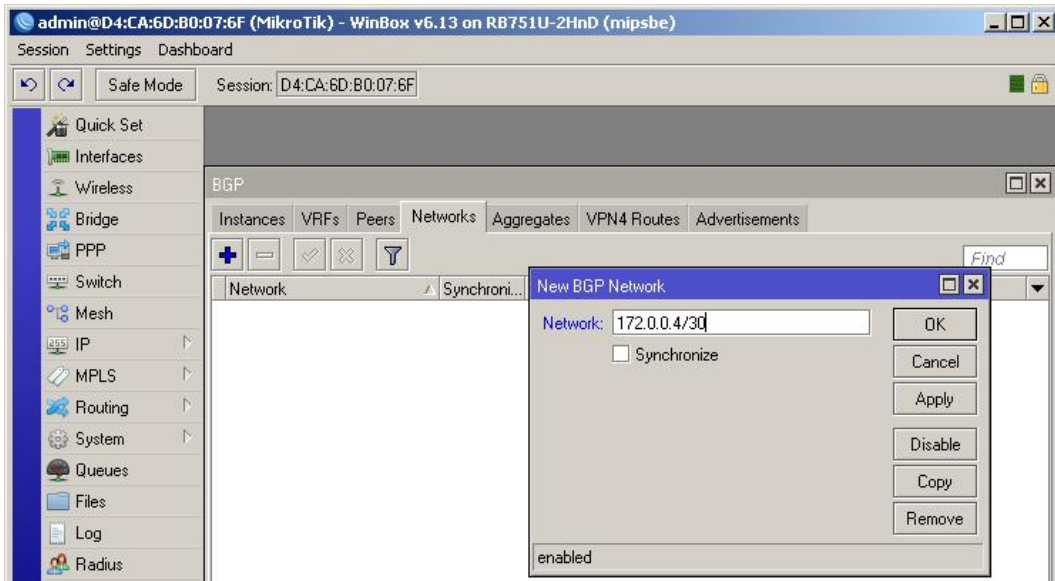 admin@D4:CA:6D:B0:07:6F (MikroTik) - WinBox v6.13 on RB751U-2HnD (mipsbe)
Session Settings Dashboard
Safe Mode Session: D4:CA:6D:B0:07:6F
Quick Set
Interfaces
Wireless
Bridge
PPP
Switch
Mesh
255 IP
MPLS
Routing
System
Queues
Files
Log
Radius
BGP
Instances VRFs Peers Networks Aggregates VPN4 Routes Advertisements
Find
Network Synchroni...
New BGP Network
Network: 172.0.0.4/30
Synchronize
OK
Cancel
Apply
Disable
Copy
Remove
enabled